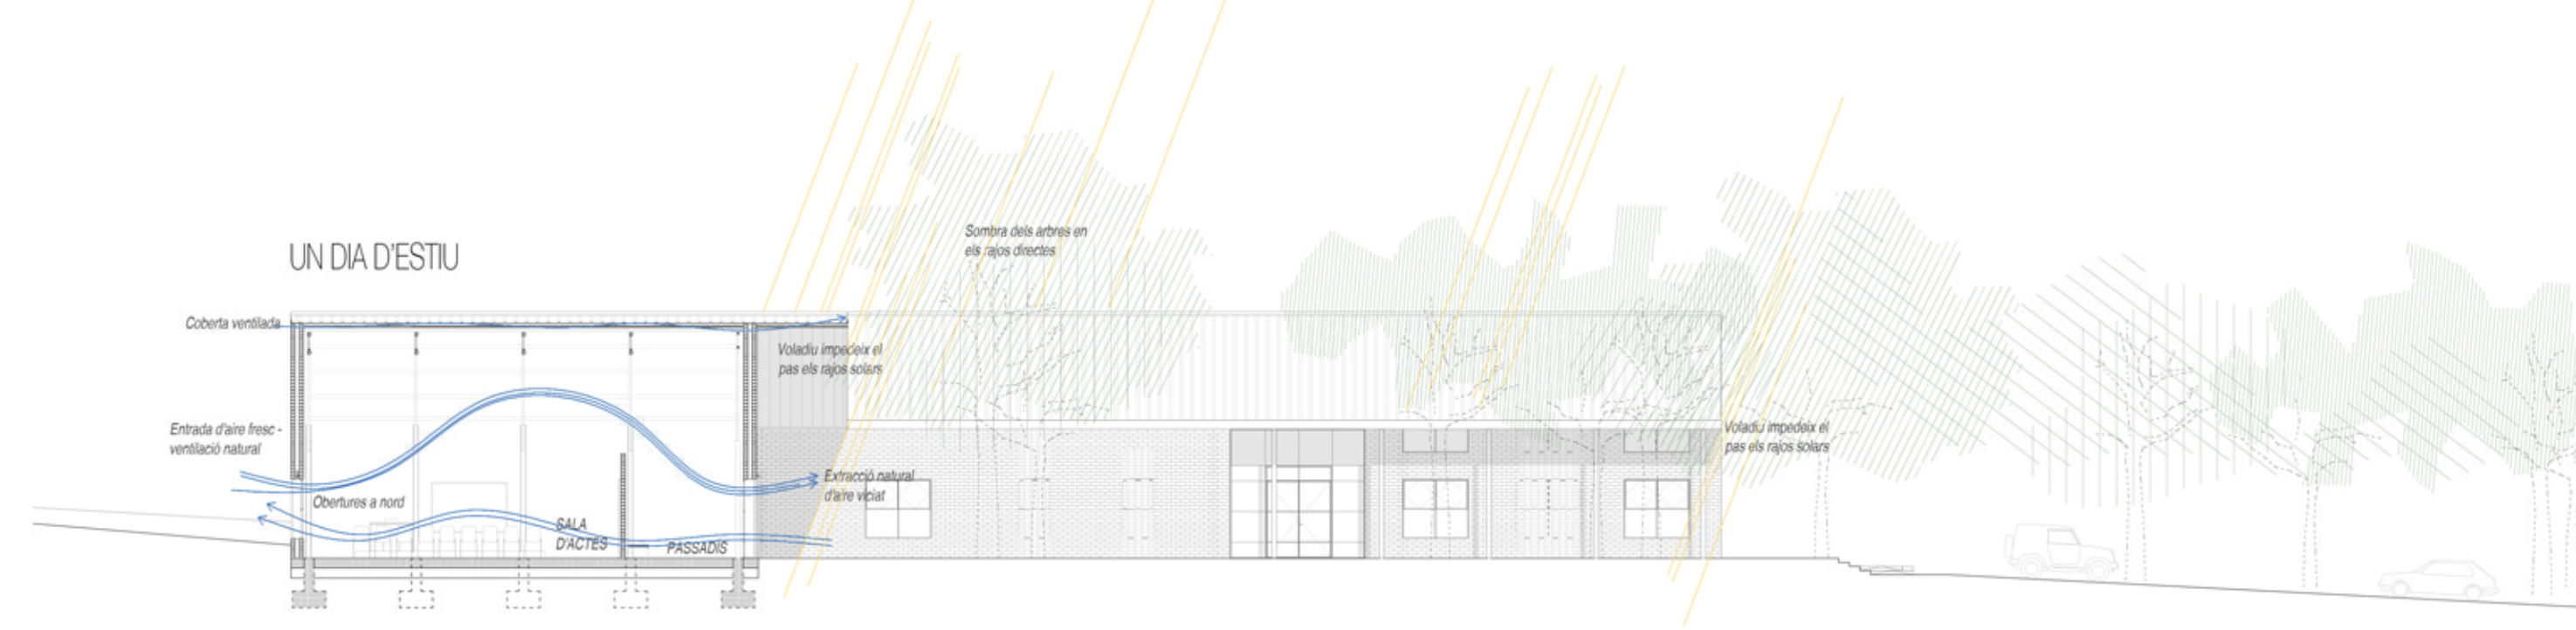 Sombra dels arbres en
els rajos directes
UN DIA D'ESTIU
Coberta ventilada
Voladiu impedeix el
pas els rajos solars
Entrada d'aire fresc -
ventilació natural
Voladiu impedeix el
pas els rajos solars
Extracció natural
d'aire viciat
Obertures a nord
SALA
D'ACTES
PASSADIS